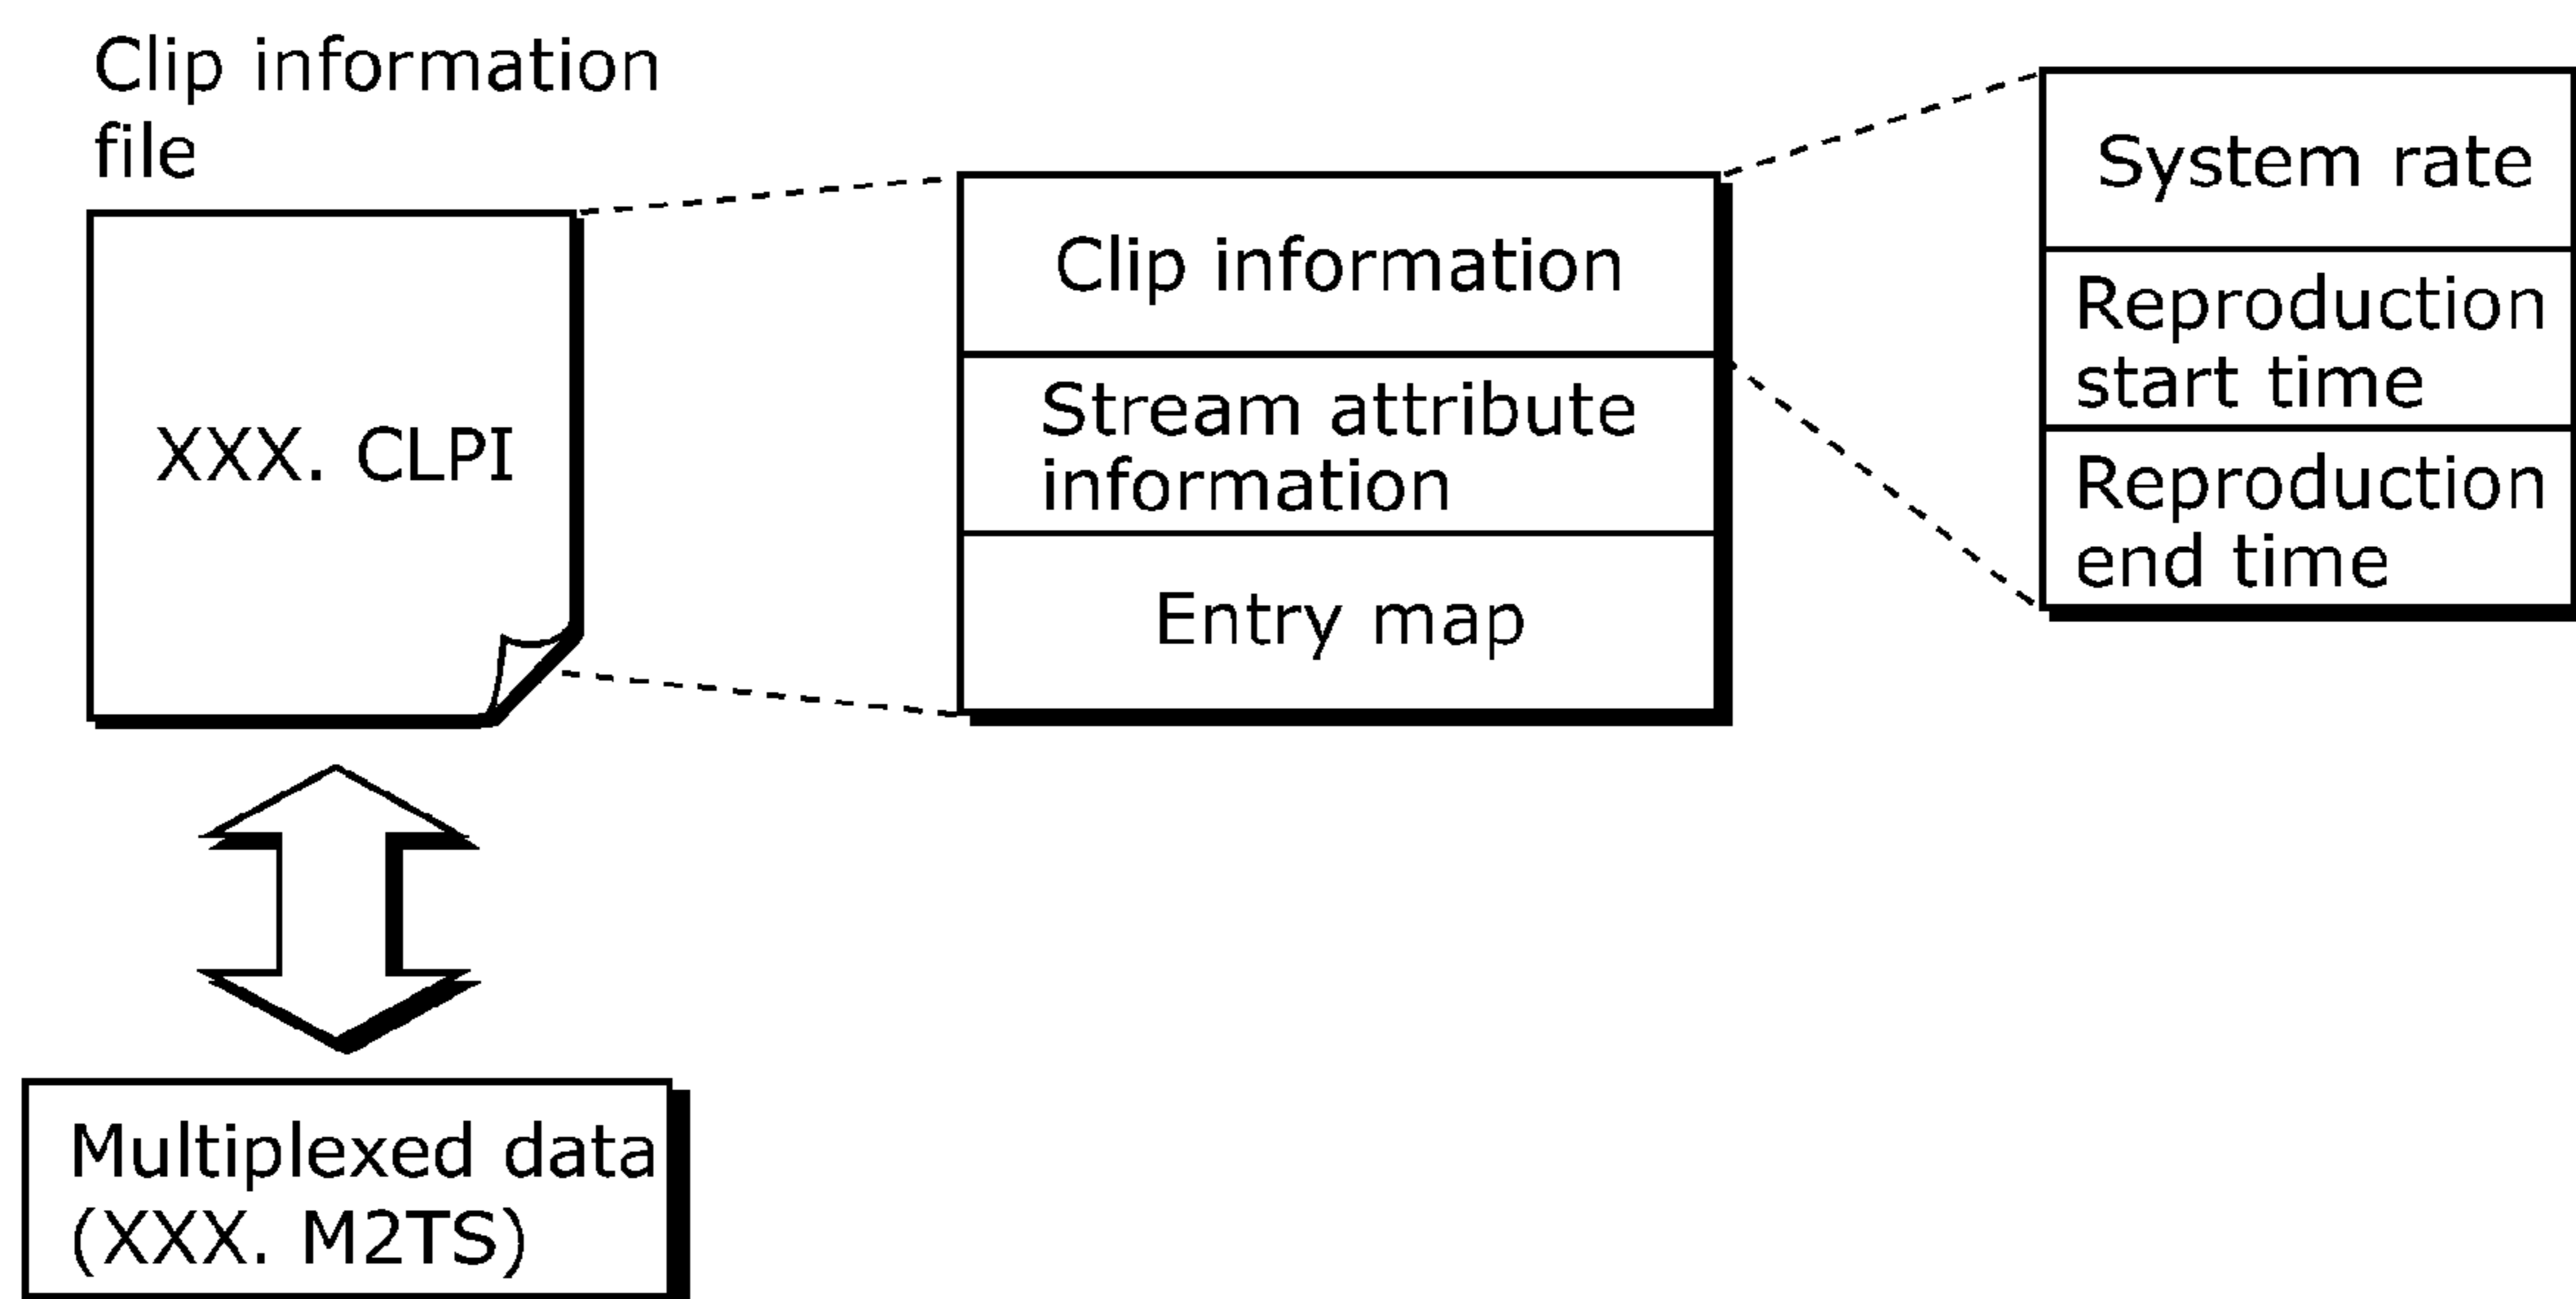 Clip information
file
XXX. CLPI
Multiplexed data
(XXX. M2TS)
Clip information
Stream attribute
information
Entry map
System rate
Reproduction
start time
Reproduction
end time